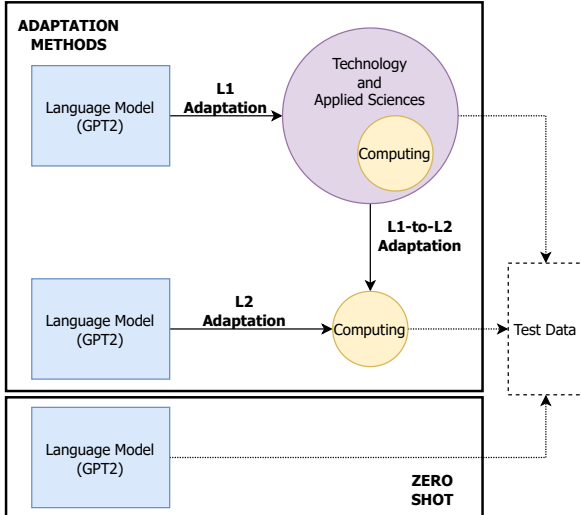 ADAPTATION
METHODS
Language Model
(GPT2)
L1
Adaptation
Technology
and
Applied Sciences
Computing
L1-to-L2
Adaptation
Language Model
(GPT2)
L2
Adaptation
Computing
Test Data
Language Model
(GPT2)
ZERO
SHOT